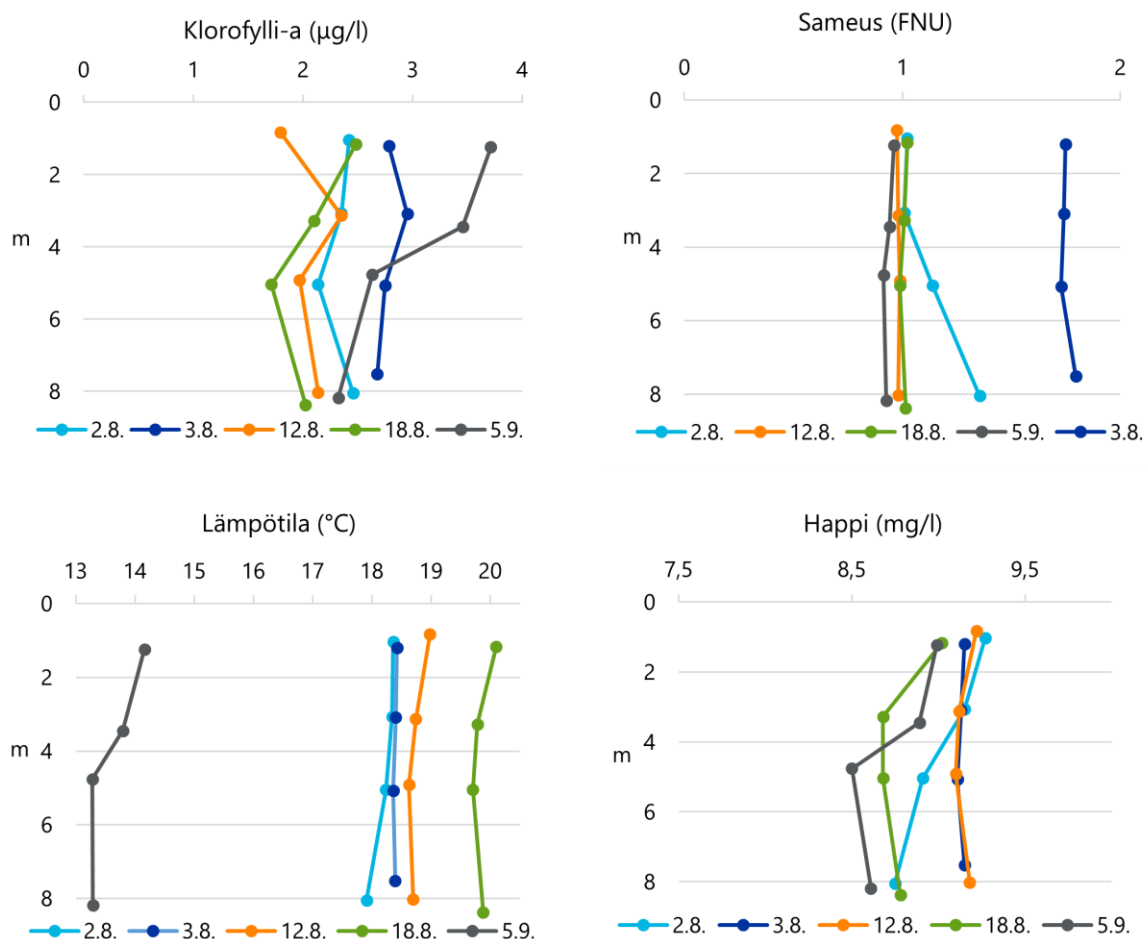 Klorofylli-a (µg/l)
0 1 2 3 4
0
2
m
4
6
8
2.8. 3.8. 12.8. 18.8. 5.9.
Sameus (FNU)
0 1 2
0
2
m
4
6
8
2.8. 12.8. 18.8. 5.9. 3.8.
Lämpötila (°C)
13 14 15 16 17 18 19 20
0
2
m
4
6
8
2.8. 3.8. 12.8. 18.8. 5.9.
Happi (mg/l)
7,5 8,5 9,5
0
2
m
4
6
8
2.8. 3.8. 12.8. 18.8. 5.9.